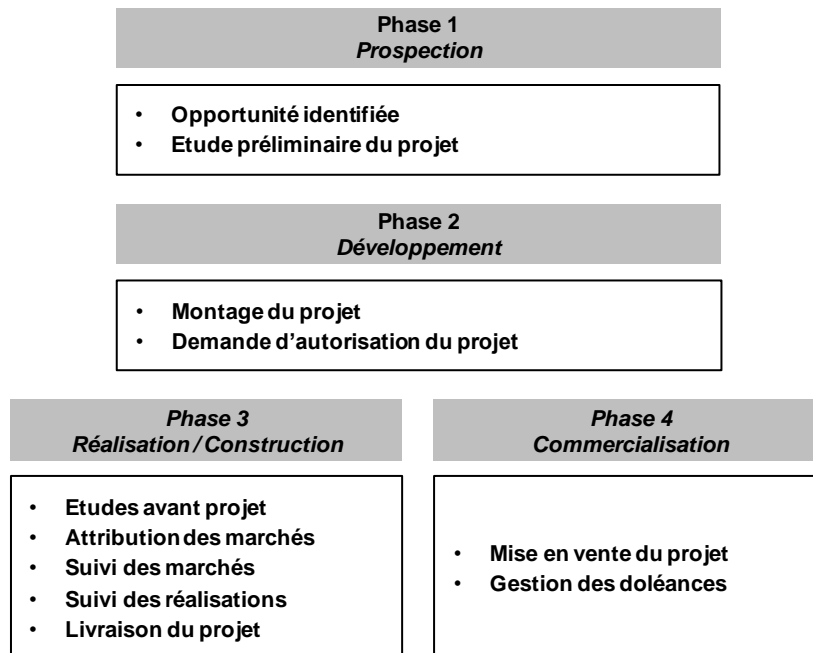 Phase 1
Prospection
• Opportunité identifiée
• Etude préliminaire du projet
Phase 2
Développement
• Montage du projet
• Demande d'autorisation du projet
Phase 3
Réalisation / Construction
• Etudes avant projet
• Attribution des marchés
• Suivi des marchés
• Suivi des réalisations
• Livraison du projet
Phase 4
Commercialisation
• Mise en vente du projet
• Gestion des doléances